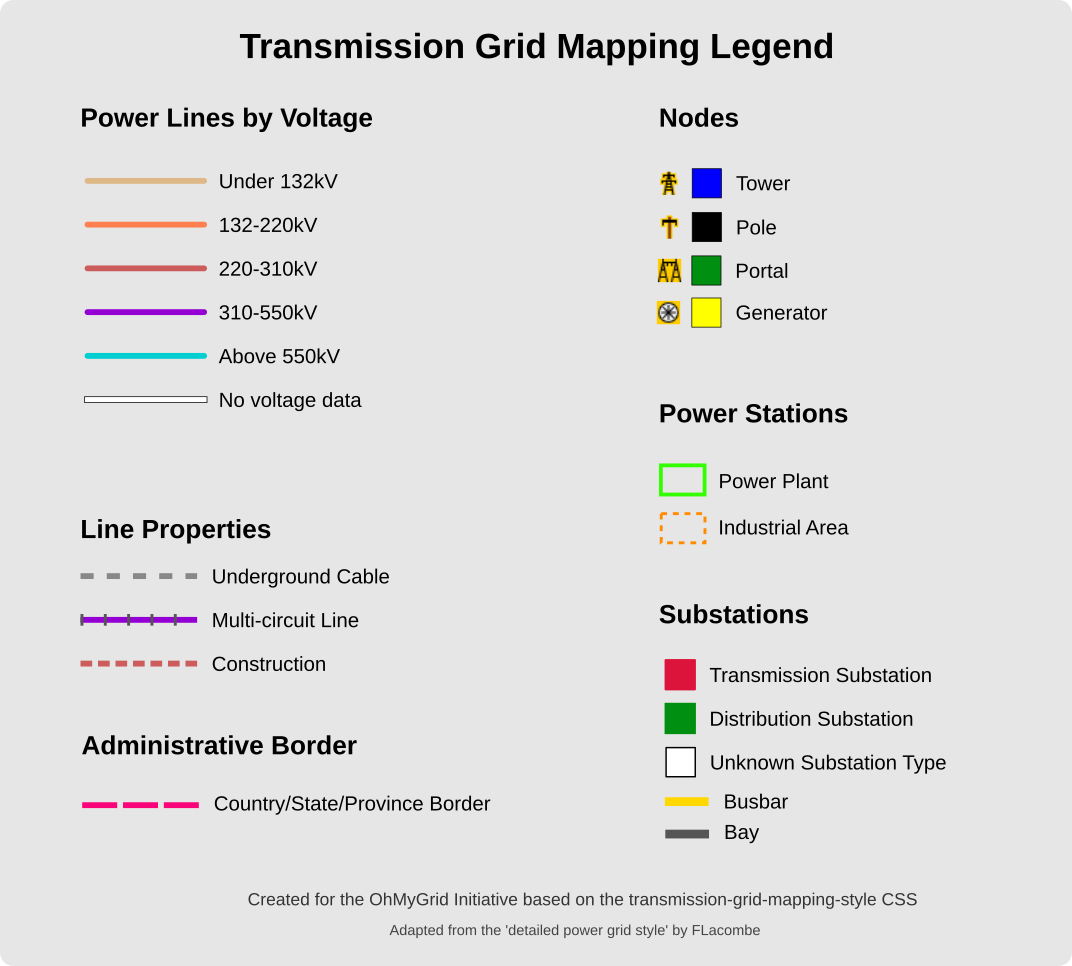 Transmission Grid Mapping Legend
Power Lines by Voltage
Under 132kV
132-220kV
220-310kV
310-550kV
Above 550kV
No voltage data
Line Properties
Underground Cable
Multi-circuit Line
Construction
Administrative Border
Country/State/Province Border
Nodes
Tower
Pole
Portal
Generator
Power Stations
Power Plant
Industrial Area
Substations
Transmission Substation
Distribution Substation
Unknown Substation Type
Busbar
Bay
Created for the OhMyGrid Initiative based on the transmission-grid-mapping-style CSS
Adapted from the 'detailed power grid style' by FLacombe